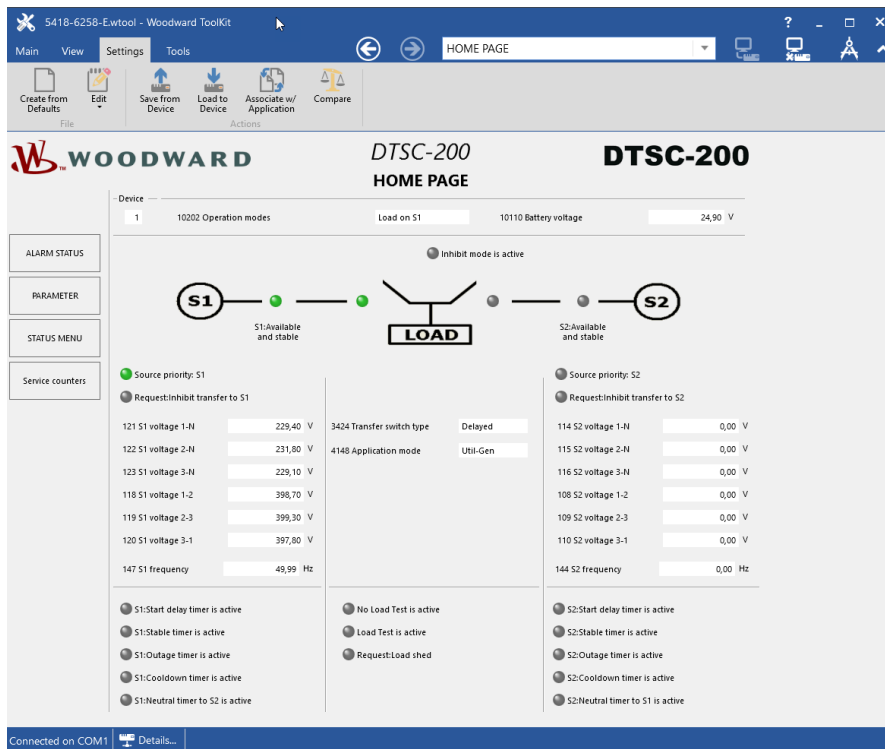 5418-6258-E.wtool - Woodward ToolKit
?
Main View Settings Tools
HOME PAGE
Create from Defaults
Edit
Save from Device
Load to Device
Associate w/ Application
Compare
File
Actions
WOODWARD
DTSC-200
HOME PAGE
DTSC-200
Device
1 10202 Operation modes Load on S1 10110 Battery voltage 24,90 V
ALARM STATUS
PARAMETER
STATUS MENU
Service counters
Inhibit mode is active
S1
S1:Available
and stable
LOAD
S2:Available
and stable
S2
Source priority: S1
Request:Inhibit transfer to S1
121 S1 voltage 1-N 229,40 V
122 S1 voltage 2-N 231,80 V
123 S1 voltage 3-N 229,10 V
118 S1 voltage 1-2 398,70 V
119 S1 voltage 2-3 399,30 V
120 S1 voltage 3-1 397,80 V
147 S1 frequency 49,99 Hz
3424 Transfer switch type Delayed
4148 Application mode Util-Gen
Source priority: S2
Request:Inhibit transfer to S2
114 S2 voltage 1-N 0,00 V
115 S2 voltage 2-N 0,00 V
116 S2 voltage 3-N 0,00 V
108 S2 voltage 1-2 0,00 V
109 S2 voltage 2-3 0,00 V
110 S2 voltage 3-1 0,00 V
144 S2 frequency 0,00 Hz
S1:Start delay timer is active
S1:Stable timer is active
S1:Outage timer is active
S1:Cooldown timer is active
S1:Neutral timer to S2 is active
No Load Test is active
Load Test is active
Request:Load shed
S2:Start delay timer is active
S2:Stable timer is active
S2:Outage timer is active
S2:Cooldown timer is active
S2:Neutral timer to S1 is active
Connected on COM1 Details...